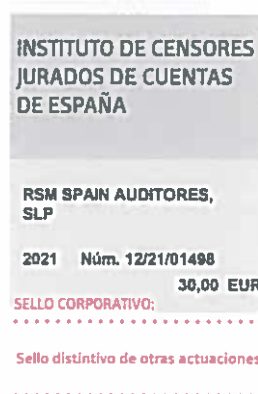 INSTITUTO DE CENSORES
JURADOS DE CUENTAS
DE ESPAÑA
RSM SPAIN AUDITORES,
SLP
2021 Núm. 12/21/01498
30,00 EUR
SELLO CORPORATIVO:
Sello distintivo de otras actuaciones